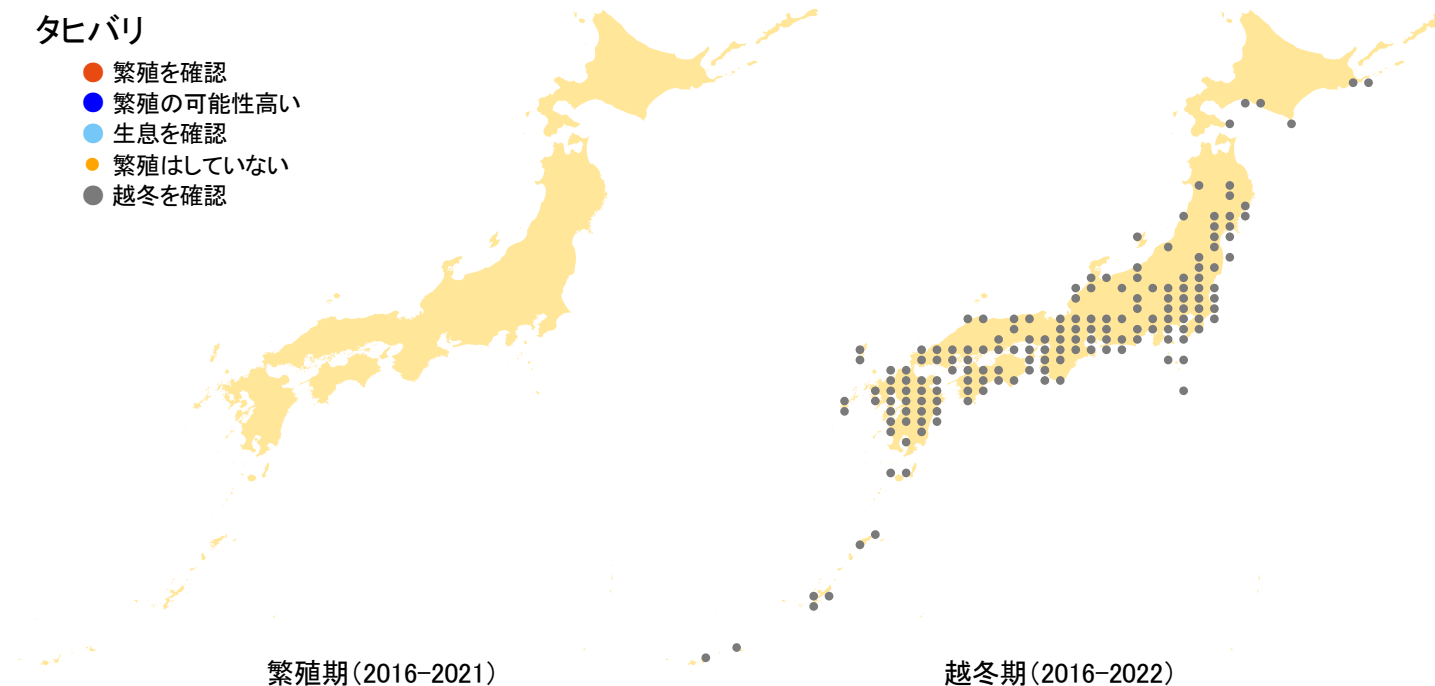 タヒバリ
繁殖を確認
繁殖の可能性高い
生息を確認
繁殖はしていない
越冬を確認
繁殖期（2016-2021）
越冬期（2016-2022）